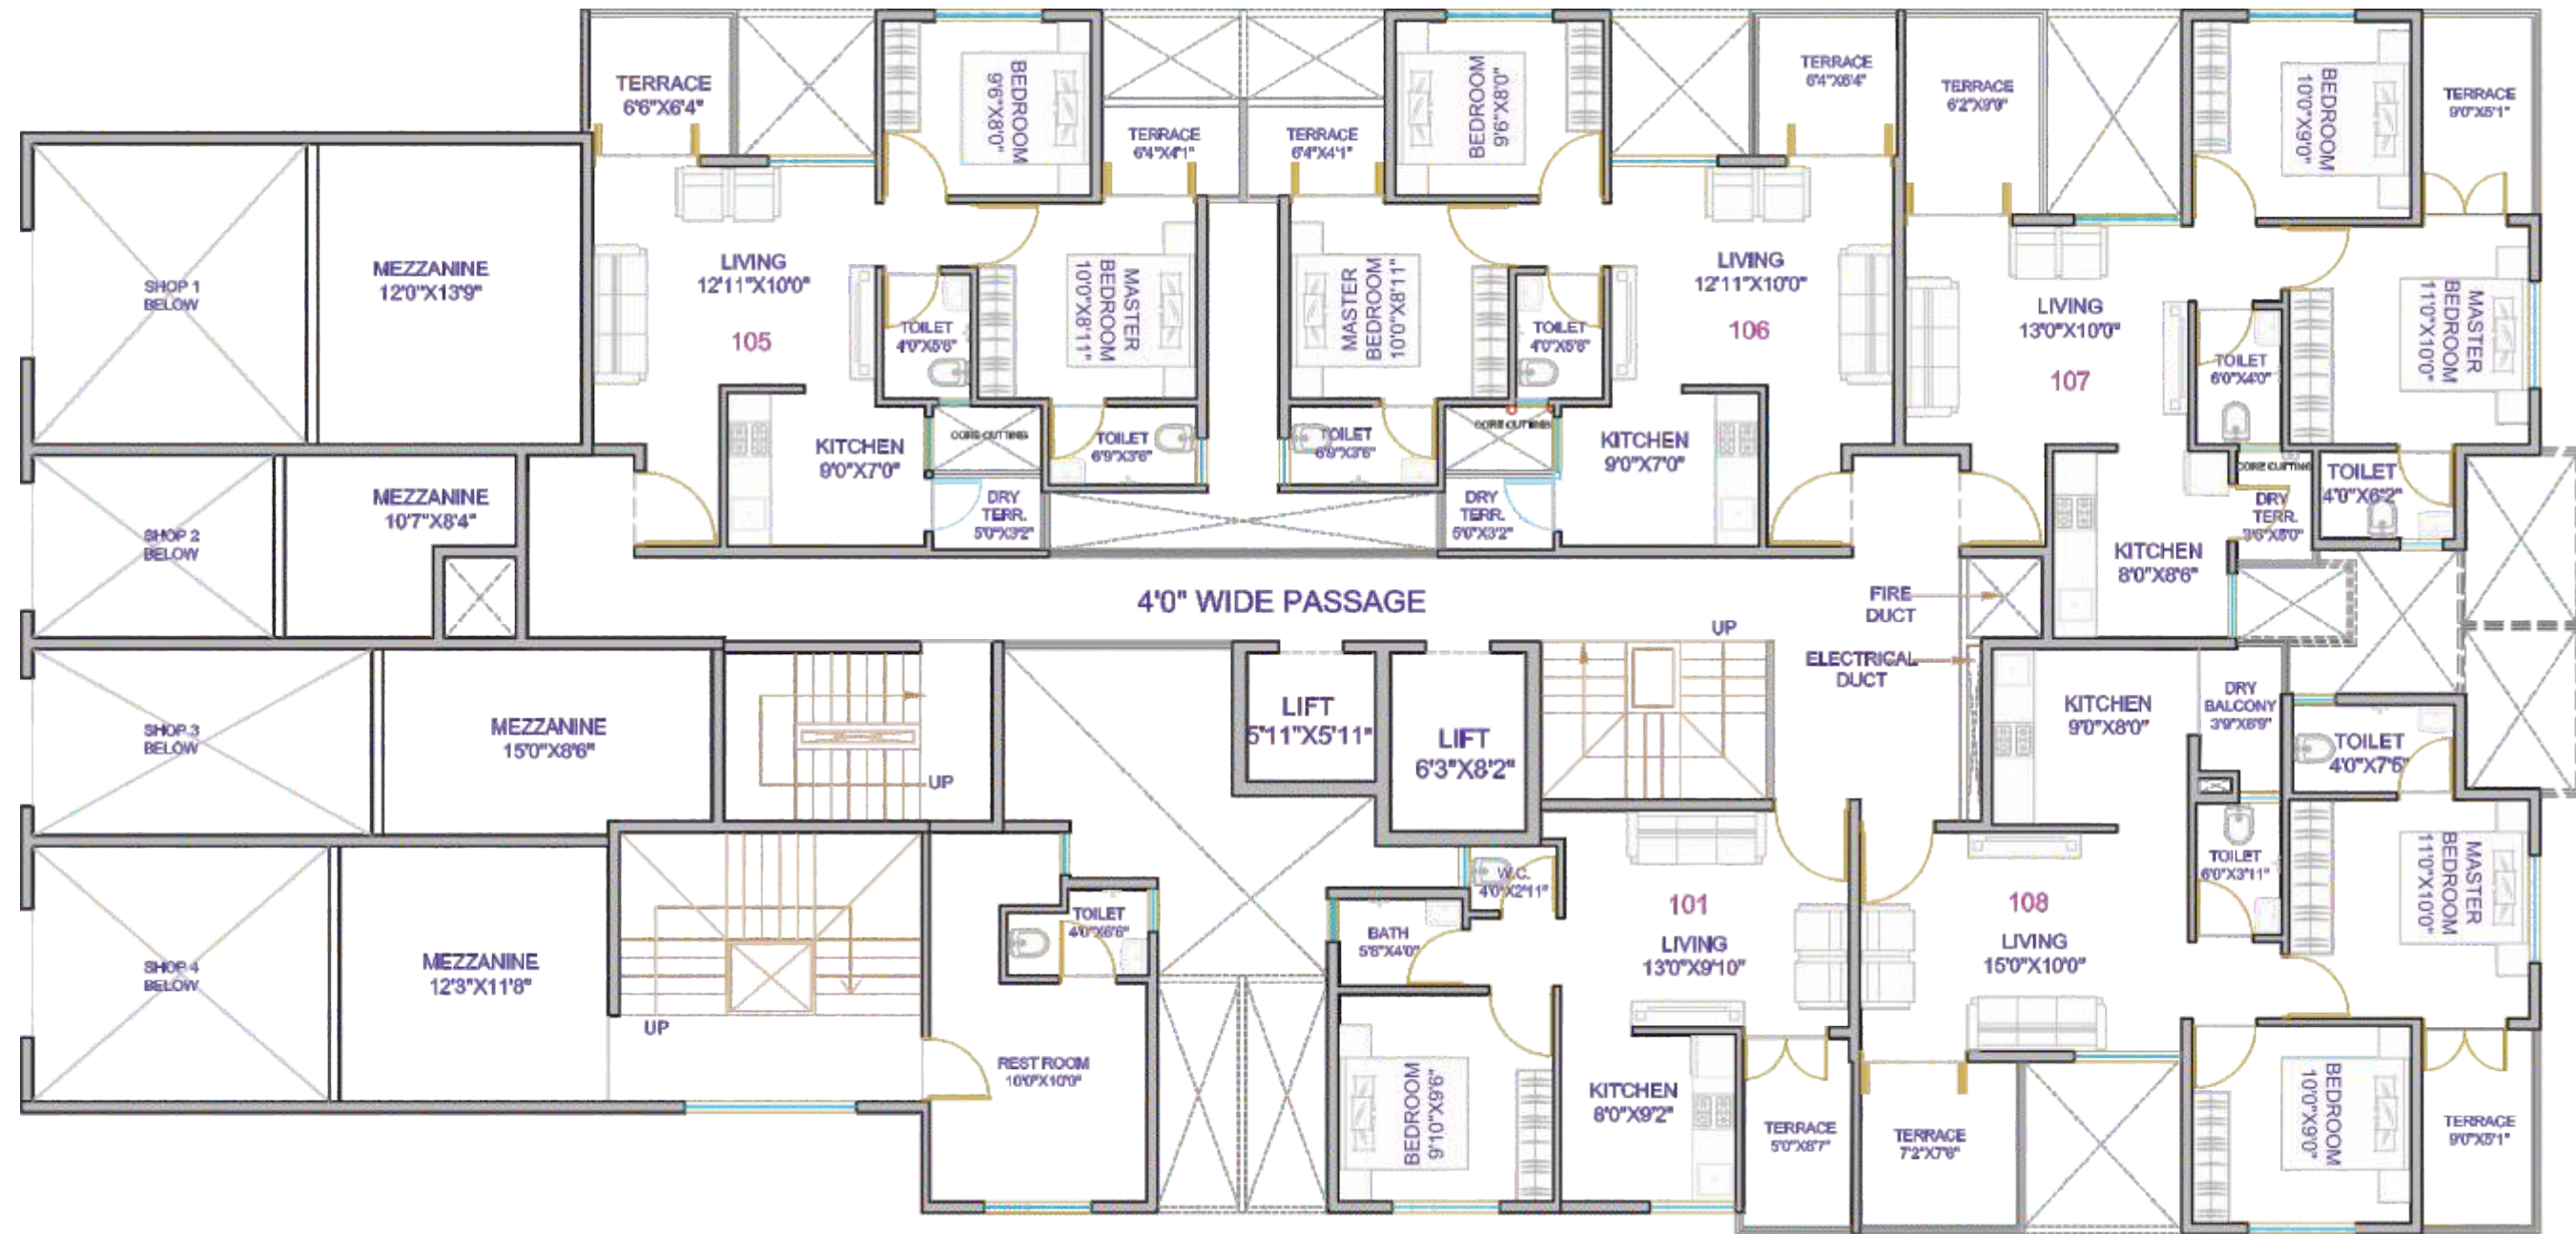 TERRACE
6'6"X6'4"
BEDROOM
9'6"X8'0"
TERRACE
6'4"X4'1"
TERRACE
6'4"X4'1"
BEDROOM
9'6"X8'0"
TERRACE
6'4"X6'4"
TERRACE
6'2"X9'9"
BEDROOM
10'0"X9'0"
TERRACE
9'0"X5'1"
SHOP 1
BELOW
MEZZANINE
12'0"X13'9"
LIVING
12'11"X10'0"
105
TOILET
4'0"X5'6"
MASTER
BEDROOM
10'0"X8'11"
MASTER
BEDROOM
10'0"X8'11"
TOILET
4'0"X5'6"
LIVING
12'11"X10'0"
106
LIVING
13'0"X10'0"
107
TOILET
6'0"X4'0"
MASTER
BEDROOM
11'0"X10'0"
KITCHEN
9'0"X7'0"
CORE CUTTING
TOILET
6'9"X3'6"
DRY
TERR.
5'0"X3'2"
TOILET
6'9"X3'6"
CORE CUTTING
DRY
TERR.
5'0"X3'2"
KITCHEN
9'0"X7'0"
CORE CUTTING
TOILET
4'0"X6'2"
DRY
TERR.
KITCHEN
8'0"X8'6"
SHOP 2
BELOW
MEZZANINE
10'7"X8'4"
4'0" WIDE PASSAGE
FIRE
DUCT
UP
ELECTRICAL
DUCT
SHOP 3
BELOW
MEZZANINE
15'0"X8'6"
UP
LIFT
5'11"X5'11"
LIFT
6'3"X8'2"
KITCHEN
9'0"X8'0"
DRY
BALCONY
3'9"X6'9"
TOILET
4'0"X7'5"
SHOP 4
BELOW
MEZZANINE
12'3"X11'8"
UP
TOILET
4'0"X6'6"
REST ROOM
10'0"X10'0"
W.C.
4'0"X2'11"
BATH
5'8"X4'0"
101
LIVING
13'0"X9'10"
108
LIVING
15'0"X10'0"
TOILET
6'0"X3'11"
MASTER
BEDROOM
11'0"X10'0"
BEDROOM
9'10"X9'6"
KITCHEN
8'0"X9'2"
TERRACE
5'0"X8'7"
TERRACE
7'2"X7'6"
BEDROOM
10'0"X9'0"
TERRACE
9'0"X5'1"